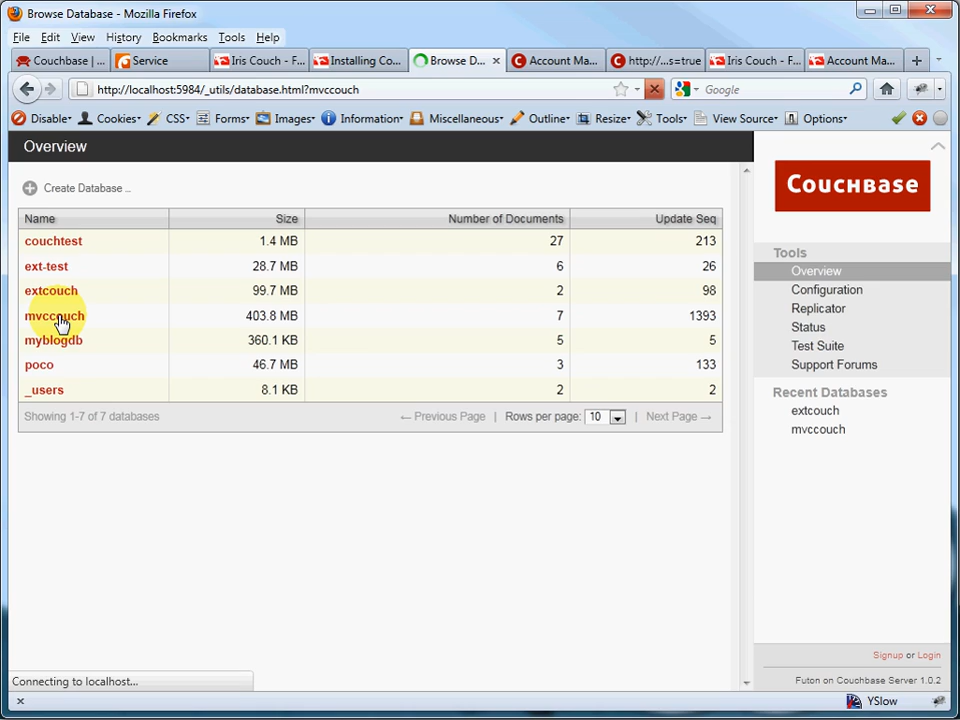 Browse Database - Mozilla Firefox
File Edit View History Bookmarks Tools Help
Couchbase | ... Service Iris Couch - F... Installing Co... Browse D... Account Ma... http://...s=true Iris Couch - F... Account Ma...
http://localhost:5984/_utils/database.html?mvccouch Google
Disable Cookies CSS Forms Images Information Miscellaneous Outline Resize Tools View Source Options
Overview
Create Database ...
Name Size Number of Documents Update Seq
couchtest 1.4 MB 27 213
ext-test 28.7 MB 6 26
extcouch 99.7 MB 2 98
mvccouch 403.8 MB 7 1393
myblogdb 360.1 KB 5 5
poco 46.7 MB 3 133
_users 8.1 KB 2 2
Showing 1-7 of 7 databases ← Previous Page | Rows per page: 10 | Next Page →
COUCHBASE
Tools
Overview
Configuration
Replicator
Status
Test Suite
Support Forums
Recent Databases
extcouch
mvccouch
Signup or Login
Futon on Couchbase Server 1.0.2
Connecting to localhost...
YSlow